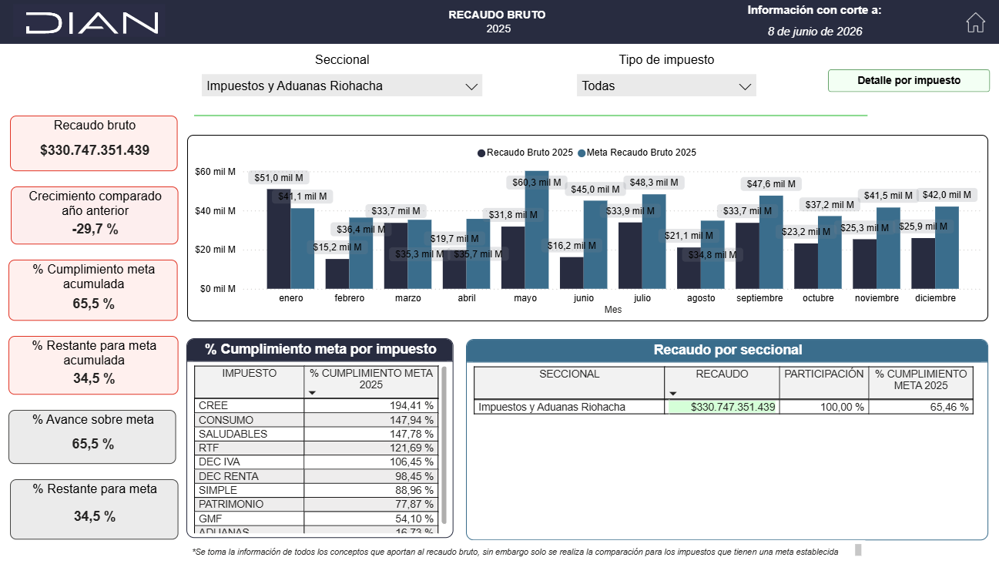 DIAN
RECAUDO BRUTO
2025
Información con corte a:
8 de junio de 2026
Seccional
Impuestos y Aduanas Riohacha
Tipo de impuesto
Todas
Detalle por impuesto
Recaudo bruto
$330.747.351.439
Crecimiento comparado
año anterior
-29,7 %
% Cumplimiento meta
acumulada
65,5 %
% Restante para meta
acumulada
34,5 %
% Avance sobre meta
65,5 %
% Restante para meta
34,5 %
Recaudo Bruto 2025 Meta Recaudo Bruto 2025
$60 mil M
$40 mil M
$20 mil M
$0 mil M
$51,0 mil M
$41,1 mil M
$15,2 mil M
$36,4 mil M
$33,7 mil M
$35,3 mil M
$19,7 mil M
$35,7 mil M
$31,8 mil M
$60,3 mil M
$16,2 mil M
$45,0 mil M
$33,9 mil M
$48,3 mil M
$21,1 mil M
$34,8 mil M
$33,7 mil M
$47,6 mil M
$23,2 mil M
$37,2 mil M
$25,3 mil M
$41,5 mil M
$25,9 mil M
$42,0 mil M
enero febrero marzo abril mayo junio julio agosto septiembre octubre noviembre diciembre
Mes
% Cumplimiento meta por impuesto
IMPUESTO % CUMPLIMIENTO META
2025
CREE 194,41 %
CONSUMO 147,94 %
SALUDABLES 147,78 %
RTF 121,69 %
DEC IVA 106,45 %
DEC RENTA 98,45 %
SIMPLE 88,96 %
PATRIMONIO 77,87 %
GMF 54,10 %
ADUANAS 16,73 %
Recaudo por seccional
SECCIONAL RECAUDO PARTICIPACIÓN % CUMPLIMIENTO
META 2025
Impuestos y Aduanas Riohacha $330.747.351.439 100,00 % 65,46 %
*Se toma la información de todos los conceptos que aportan al recaudo bruto, sin embargo solo se realiza la comparación para los impuestos que tienen una meta establecida